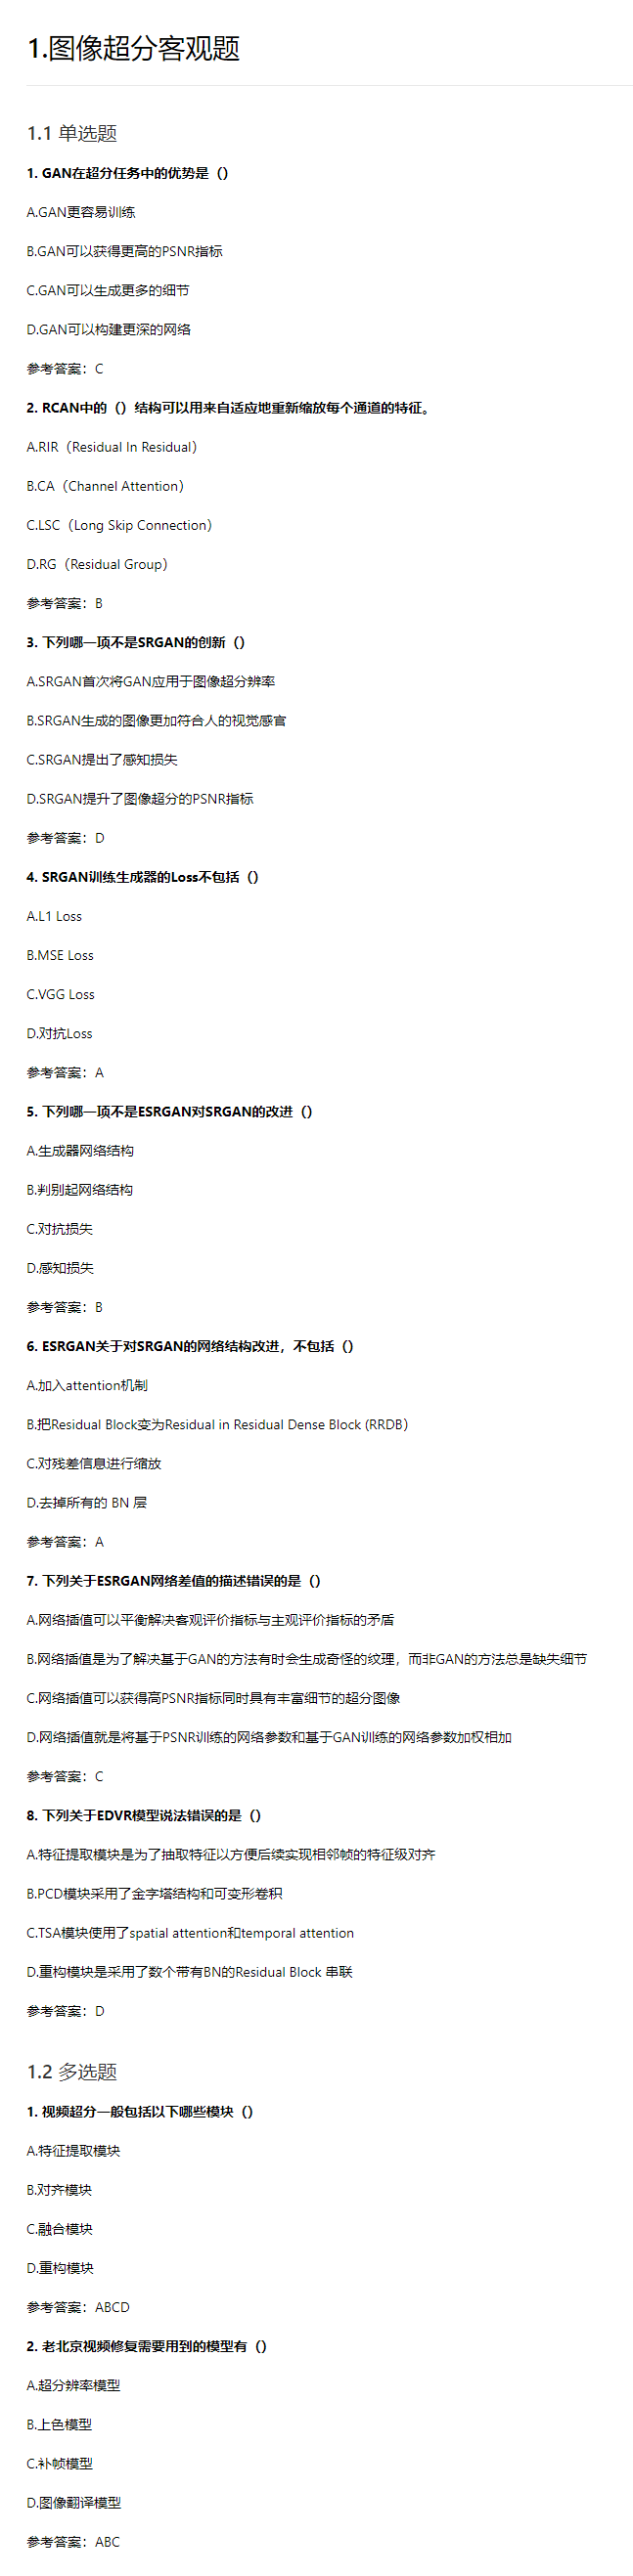 1.图像超分客观题
1.1 单选题
1. GAN在超分任务中的优势是（）
A.GAN更容易训练
B.GAN可以获得更高的PSNR指标
C.GAN可以生成更多的细节
D.GAN可以构建更深的网络
参考答案：C
2. RCAN中的（）结构可以用来自适应地重新缩放每个通道的特征。
A.RIR（Residual In Residual）
B.CA（Channel Attention）
C.LSC（Long Skip Connection）
D.RG（Residual Group）
参考答案：B
3. 下列哪一项不是SRGAN的创新（）
A.SRGAN首次将GAN应用于图像超分辨率
B.SRGAN生成的图像更加符合人的视觉感官
C.SRGAN提出了感知损失
D.SRGAN提升了图像超分的PSNR指标
参考答案：D
4. SRGAN训练生成器的Loss不包括（）
A.L1 Loss
B.MSE Loss
C.VGG Loss
D.对抗Loss
参考答案：A
5. 下列哪一项不是ESRGAN对SRGAN的改进（）
A.生成器网络结构
B.判别起网络结构
C.对抗损失
D.感知损失
参考答案：B
6. ESRGAN关于对SRGAN的网络结构改进，不包括（）
A.加入attention机制
B.把Residual Block变为Residual in Residual Dense Block (RRDB）
C.对残差信息进行缩放
D.去掉所有的 BN 层
参考答案：A
7. 下列关于ESRGAN网络差值的描述错误的是（）
A.网络插值可以平衡解决客观评价指标与主观评价指标的矛盾
B.网络插值是为了解决基于GAN的方法有时会生成奇怪的纹理，而非GAN的方法总是缺失细节
C.网络插值可以获得高PSNR指标同时具有丰富细节的超分图像
D.网络插值就是将基于PSNR训练的网络参数和基于GAN训练的网络参数加权相加
参考答案：C
8. 下列关于EDVR模型说法错误的是（）
A.特征提取模块是为了抽取特征以方便后续实现相邻帧的特征级对齐
B.PCD模块采用了金字塔结构和可变形卷积
C.TSA模块使用了spatial attention和temporal attention
D.重构模块是采用了数个带有BN的Residual Block 串联
参考答案：D
1.2 多选题
1. 视频超分一般包括以下哪些模块（）
A.特征提取模块
B.对齐模块
C.融合模块
D.重构模块
参考答案：ABCD
2. 老北京视频修复需要用到的模型有（）
A.超分辨率模型
B.上色模型
C.补帧模型
D.图像翻译模型
参考答案：ABC